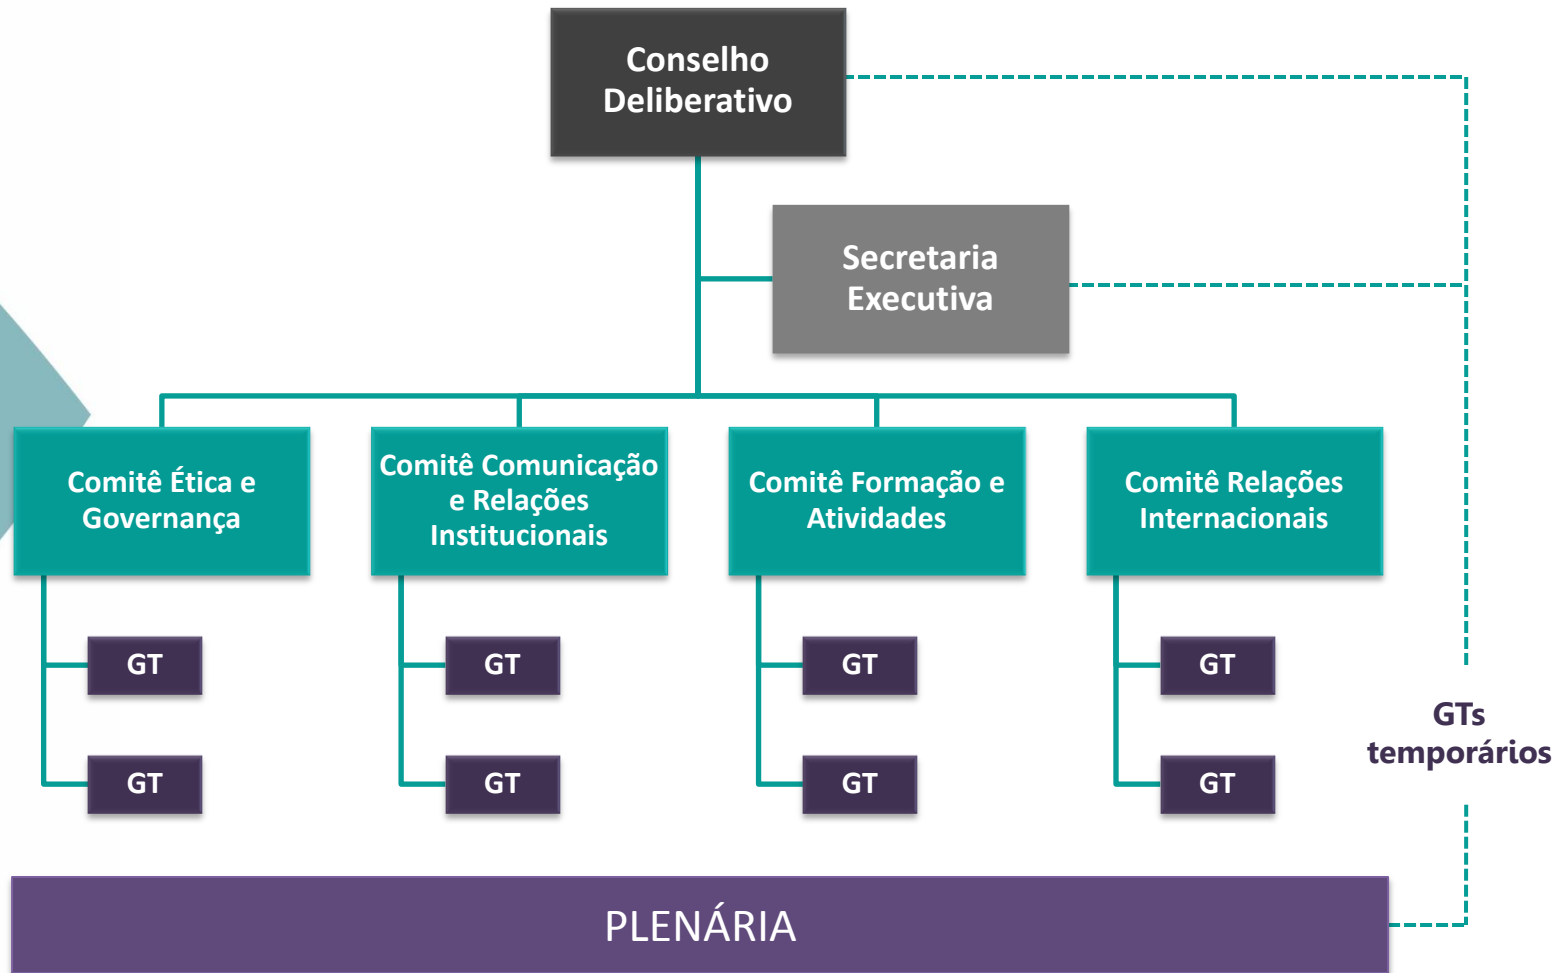 Conselho
Deliberativo
Secretaria
Executiva
Comitê Ética e
Governança
Comitê Comunicação
e Relações
Institucionais
Comitê Formação e
Atividades
Comitê Relações
Internacionais
GT
GT
GT
GT
GT
GT
GT
GT
GTs
temporários
PLENÁRIA